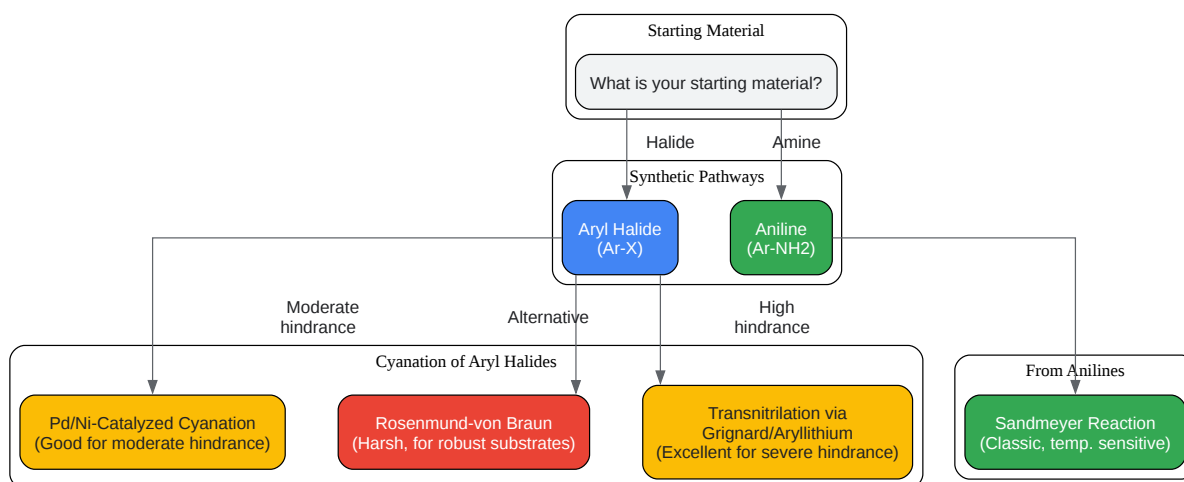 Starting Material
What is your starting material?
Halide
Amine
Synthetic Pathways
Aryl Halide
(Ar-X)
Aniline
(Ar-NH2)
Moderate
hindrance
Alternative
High
hindrance
Cyanation of Aryl Halides
From Anilines
Pd/Ni-Catalyzed Cyanation
(Good for moderate hindrance)
Rosenmund-von Braun
(Harsh, for robust substrates)
Transnitrilation via
Grignard/Aryllithium
(Excellent for severe hindrance)
Sandmeyer Reaction
(Classic, temp. sensitive)